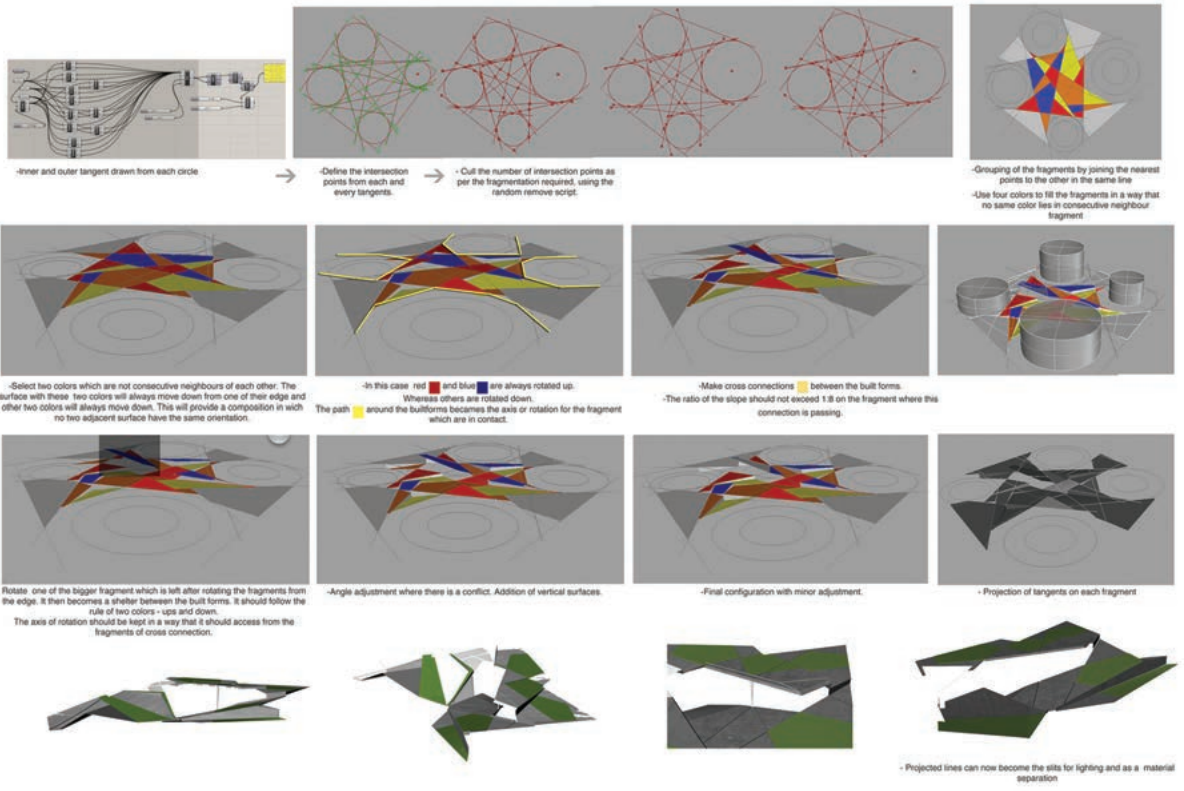 -Inner and outer tangent drawn from each circle
-Define the intersection
points from each and
every tangents.
- Cull the number of intersection points as
per the fragmentation required, using the
random remove script.
-Grouping of the fragments by joining the nearest
points to the other in the same line
-Use four colors to fill the fragments in a way that
no same color lies in consecutive neighbour
fragment
-Select two colors which are not consecutive neighbours of each other. The
surface with these two colors will always move down from one of their edge and
other two colors will always move down. This will provide a composition in wich
no two adjacent surface have the same orientation.
-In this case red and blue are always rotated up.
Whereas others are rotated down.
The path around the builtforms becames the axis or rotation for the fragment
which are in contact.
-Make cross connections between the built forms.
-The ratio of the slope should not exceed 1:8 on the fragment where this
connection is passing.
Rotate one of the bigger fragment which is left after rotating the fragments from
the edge. It then becomes a shelter between the built forms. It should follow the
rule of two colors - ups and down.
The axis of rotation should be kept in a way that it should access from the
fragments of cross connection.
-Angle adjustment where there is a conflict. Addition of vertical surfaces.
-Final configuration with minor adjustment.
- Projection of tangents on each fragment
- Projected lines can now become the slits for lighting and as a material
separation